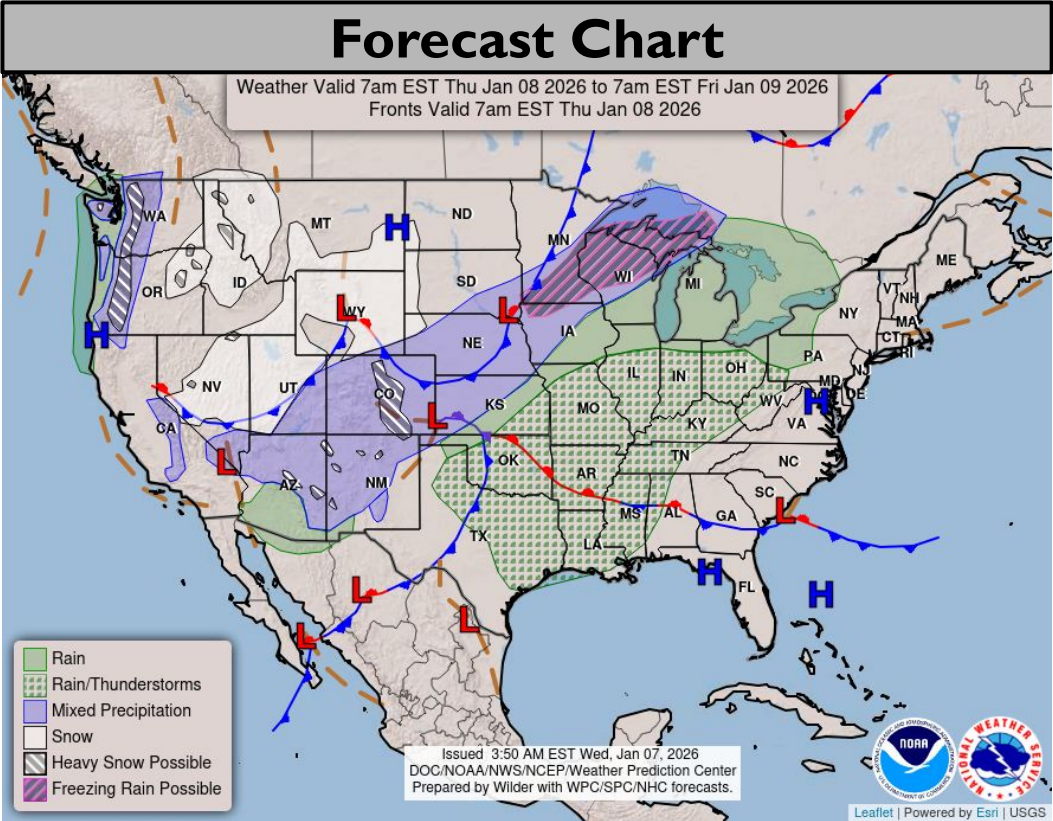 Forecast Chart
Weather Valid 7am EST Thu Jan 08 2026 to 7am EST Fri Jan 09 2026
Fronts Valid 7am EST Thu Jan 08 2026
WA
MT
ND
MN
ME
OR
ID
WY
SD
WI
MI
VT
NH
NY
MA
CT
RI
NE
IA
PA
NJ
NV
UT
CO
IL
IN
OH
MD
DE
WV
VA
CA
KS
MO
KY
AZ
NM
OK
AR
TN
NC
SC
TX
LA
MS
AL
GA
FL
H
H
H
H
H
L
L
L
L
L
L
L
L
Rain
Rain/Thunderstorms
Mixed Precipitation
Snow
Heavy Snow Possible
Freezing Rain Possible
Issued 3:50 AM EST Wed, Jan 07, 2026
DOC/NOAA/NWS/NCEP/Weather Prediction Center
Prepared by Wilder with WPC/SPC/NHC forecasts.
NOAA
NATIONAL WEATHER SERVICE
Leaflet | Powered by Esri | USGS